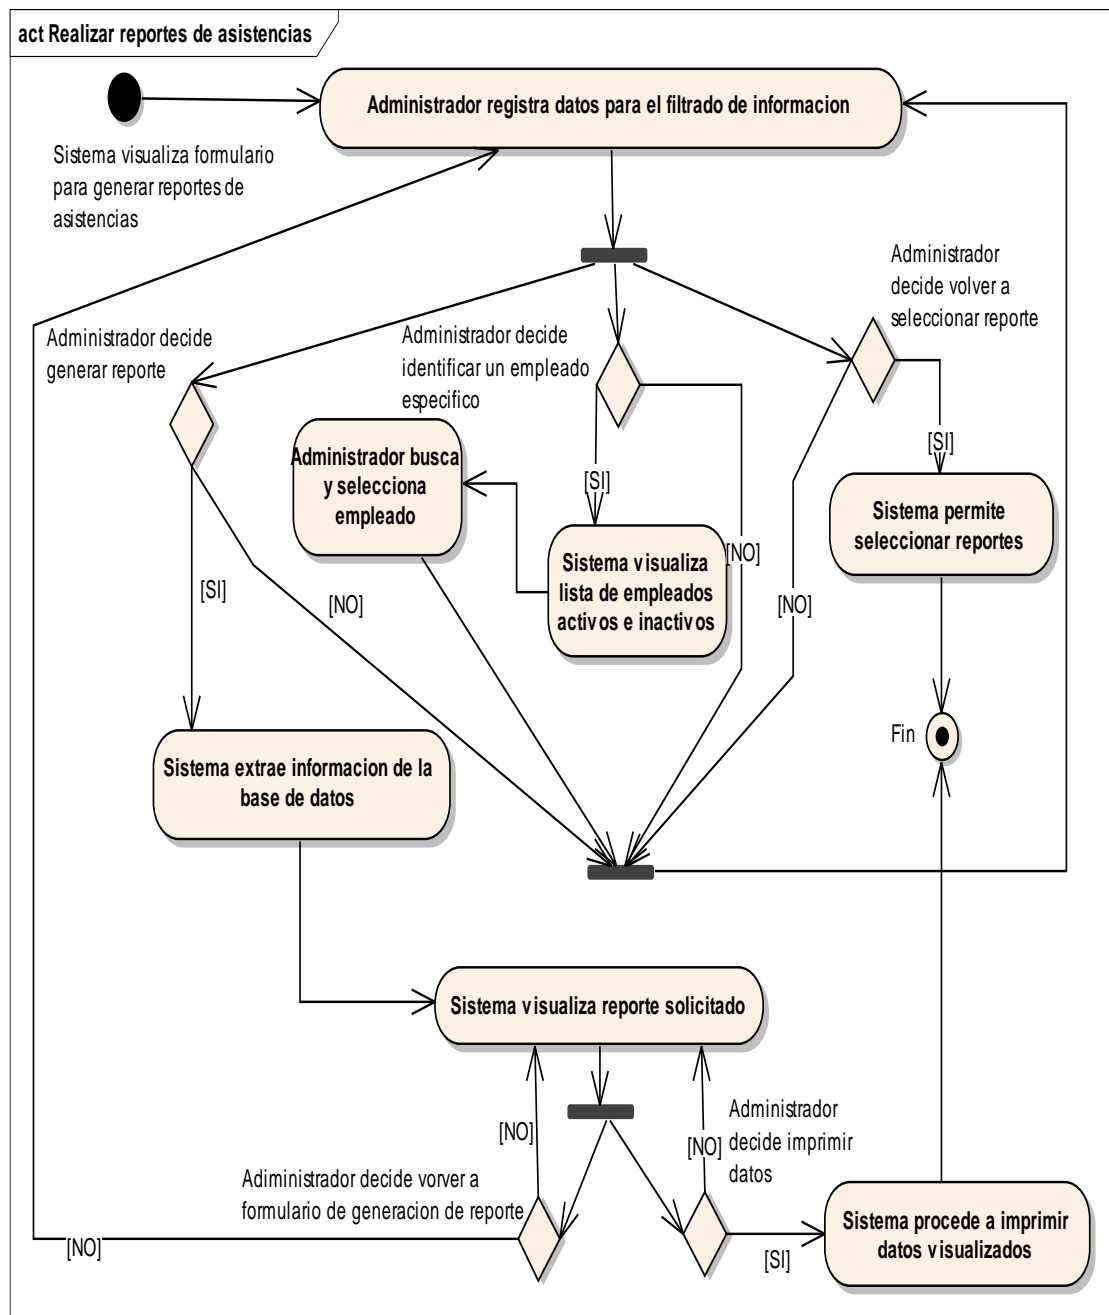 act Realizar reportes de asistencias
Administrador registra datos para el filtrado de informacion
Sistema visualiza formulario
para generar reportes de
asistencias
Administrador
decide volver a
seleccionar reporte
Administrador decide
generar reporte
Administrador decide
identificar un empleado
especifico
[SI]
Administrador busca
y selecciona
empleado
[SI]
Sistema permite
seleccionar reportes
[NO]
Sistema visualiza
lista de empleados
activos e inactivos
[SI]
[NO]
[NO]
Fin
Sistema extrae informacion de la
base de datos
Sistema visualiza reporte solicitado
Administrador
decide imprimir
datos
[NO]
[NO]
Adiministrador decide vorver a
formulario de generacion de reporte
Sistema procede a imprimir
datos visualizados
[NO]
[SI]